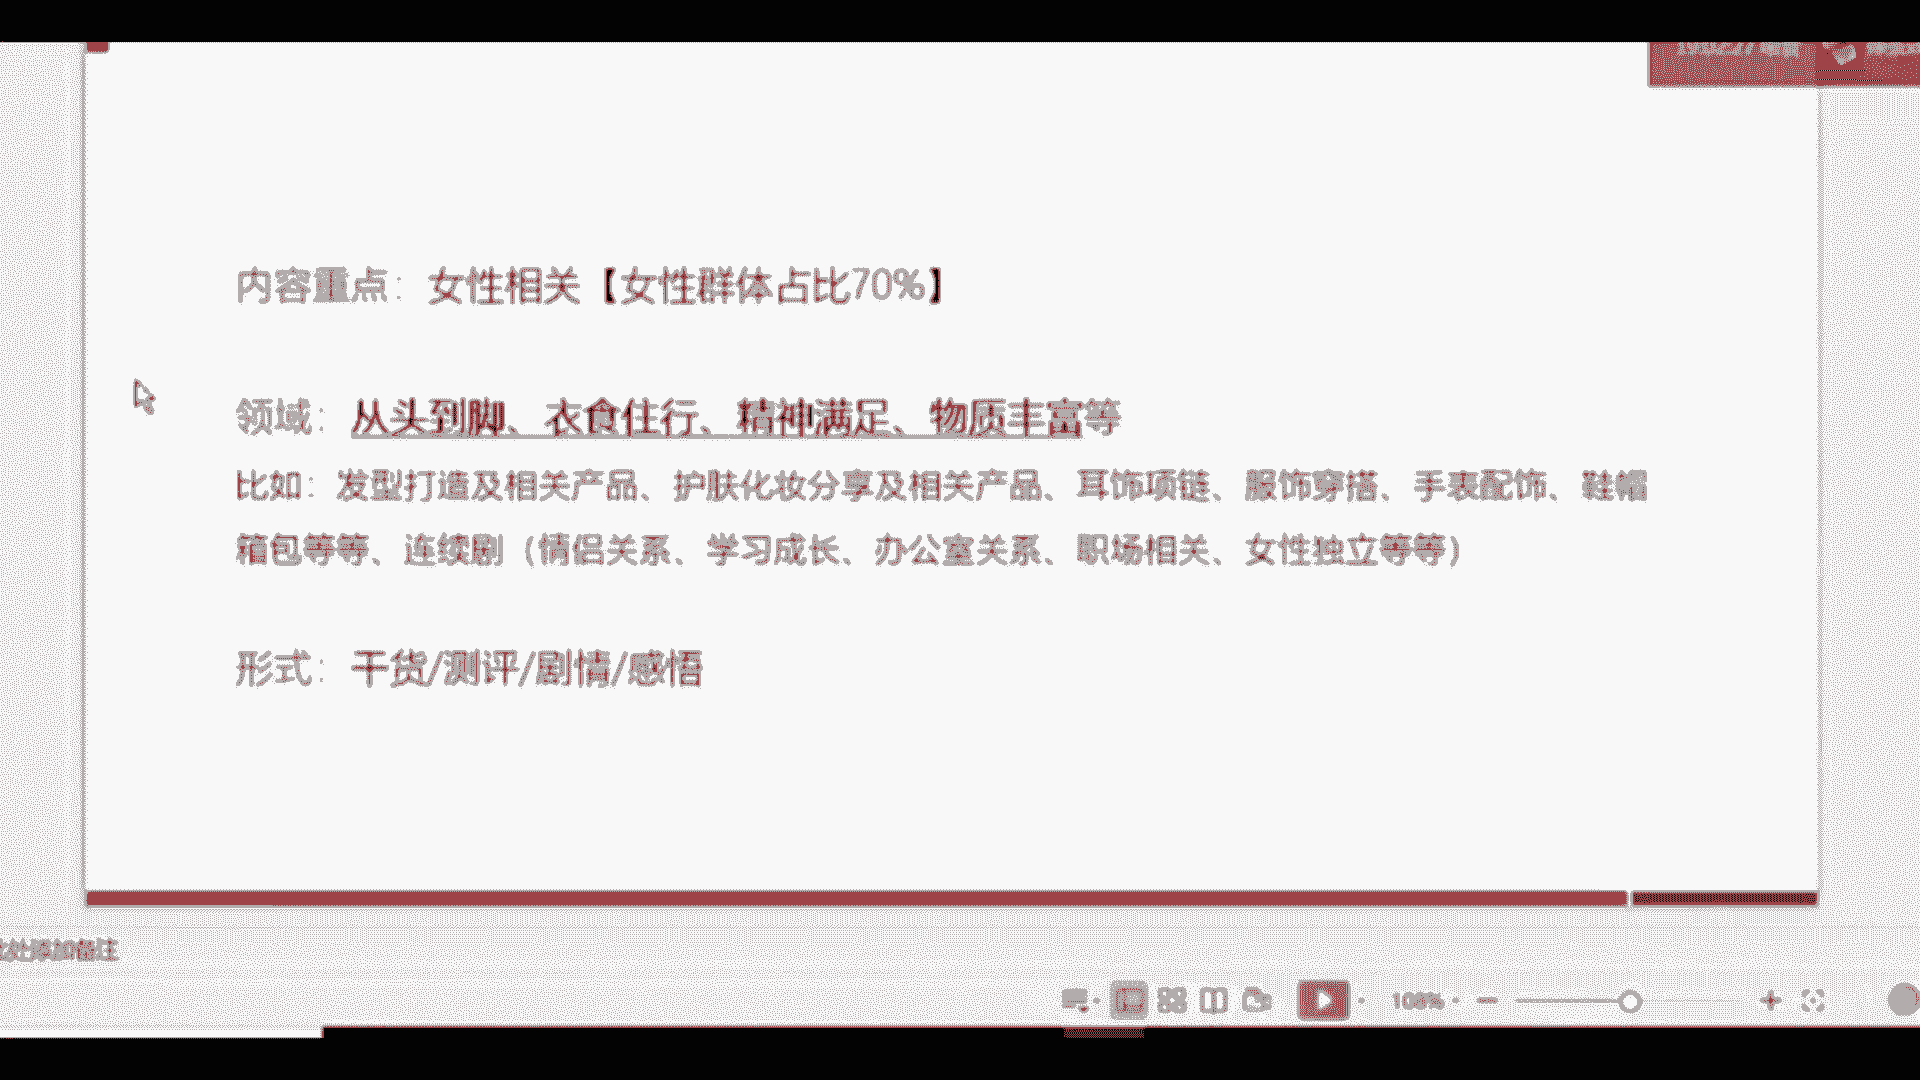 内容重点：女性相关【女性群体占比70%】
领域：从头到脚、衣食住行、精神满足、物质丰富等
比如：发型打造及相关产品、护肤化妆分享及相关产品、耳饰项链、服饰穿搭、手表配饰、鞋帽
箱包等等、连续剧（情侣关系、学习成长、办公室关系、职场相关、女性独立等等）
形式：干货/测评/剧情/感悟
处添加备注